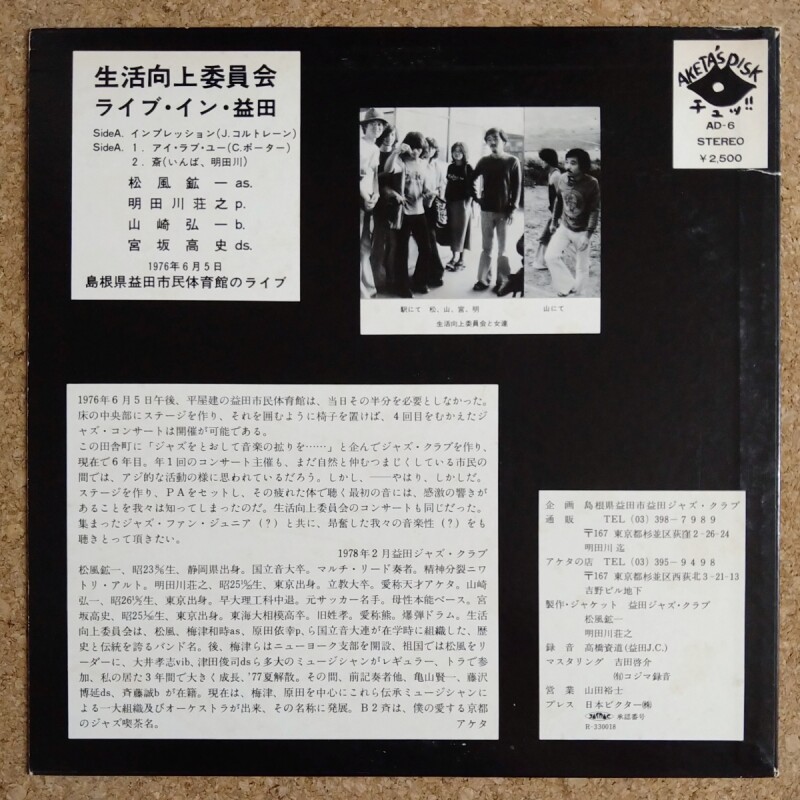 生活向上委員会
ライブ・イン・益田
SideA. インプレッション(J.コルトレーン)
SideA. 1. アイ・ラブ・ユー(C.ポーター)
2. 斎(いんば、明田川)
松風鉱一 as.
明田川荘之 p.
山崎弘一 b.
宮坂高史 ds.
1976年6月5日
島根県益田市民体育館のライブ
AKETA'S DISK
チュッ!!
AD-6
STEREO
¥2,500
駅にて 松、山、宮、明
山にて
生活向上委員会と女達
1976年6月5日午後、平屋建の益田市民体育館は、当日その半分を必要としなかった。
床の中央部にステージを作り、それを囲むように椅子を置けば、4回目をむかえたジ
ャズ・コンサートは開催が可能である。
この田舎町に「ジャズをとおして音楽の拡りを……」と企んでジャズ・クラブを作り、
現在で6年目。年1回のコンサート主催も、まだ自然と仲むつまじくしている市民の
間では、アジ的な活動の様に思われているだろう。しかし、――やはり、しかしだ。
ステージを作り、PAをセットし、その疲れた体で聴く最初の音には、感激の響きが
あることを我々は知ってしまったのだ。生活向上委員会のコンサートも同じだった。
集まったジャズ・ファン・ジュニア(?)と共に、昂奮した我々の音楽性(?)をも
聴きとって頂きたい。
1978年2月益田ジャズ・クラブ
松風鉱一、昭23生、静岡県出身。国立音大卒。マルチ・リード奏者。精神分裂ニワ
トリ・アルト。明田川荘之、昭25生、東京出身。立教大卒。愛称天才アケタ。山崎
弘一、昭26生、東京出身。早大理工科中退。元サッカー名手。母性本能ベース。宮
坂高史、昭25生、東京出身。東海大相模高卒。旧姓孝。愛称熊。爆弾ドラム。生活
向上委員会は、松風、梅津和時as、原田依幸p、ら国立音大連が在学時に組織した、歴
史と伝統を誇るバンド名。後、梅津らはニューヨーク支部を開設、祖国では松風をリ
ーダーに、大井孝志vib、津田俊司dsら多大のミュージシャンがレギュラー、トラで参
加、私の居た3年間で大きく成長、'77夏解散。その間、前記奏者他、亀山賢一、藤沢
博延ds、斉藤誠b が在籍。現在は、梅津、原田を中心にこれら伝承ミュージシャンに
よる一大組織及びオーケストラが出来、その名称に発展。B2斉は、僕の愛する京都
のジャズ喫茶名。 アケタ
企画 島根県益田市益田ジャズ・クラブ
通販 TEL (03) 398-7989
〒167 東京都杉並区荻窪2-26-24
明田川 迄
アケタの店 TEL (03) 395-9498
〒167 東京都杉並区西荻北3-21-13
吉野ビル地下
製作・ジャケット 益田ジャズ・クラブ
松風鉱一
明田川荘之
録音 高橋資道(益田J.C.)
マスタリング 吉田啓介
㈲コジマ録音
営業 山田裕士
プレス 日本ビクター㈱
承認番号
R-330018